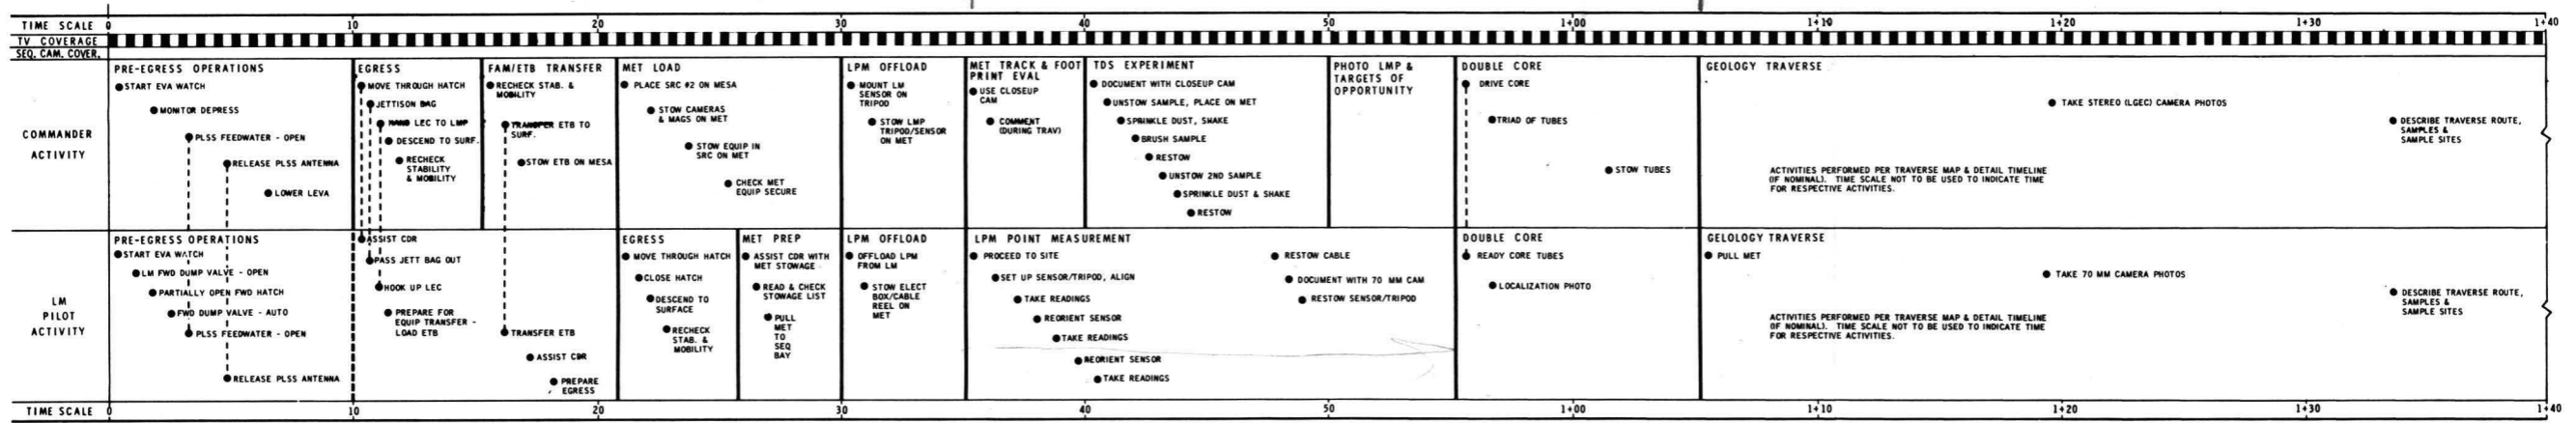 TIME SCALE 0 10 20 30 40 50 1+00 1+10 1+20 1+30 1+40
TV COVERAGE
SEQ. CAM. COVER.
COMMANDER
ACTIVITY
PRE-EGRESS OPERATIONS
START EVA WATCH
MONITOR DEPRESS
PLSS FEEDWATER - OPEN
RELEASE PLSS ANTENNA
LOWER LEVA
EGRESS
MOVE THROUGH HATCH
JETTISON BAG
LEC TO LMP
DESCEND TO SURF.
RECHECK
STABILITY
& MOBILITY
FAM/ETB TRANSFER
RECHECK STAB. &
MOBILITY
TRANSFER ETB TO
SURF.
STOW ETB ON MESA
MET LOAD
PLACE SRC #2 ON MESA
STOW CAMERAS
& MAGS ON MET
STOW EQUIP IN
SRC ON MET
CHECK MET
EQUIP SECURE
LPM OFFLOAD
MOUNT LM
SENSOR ON
TRIPOD
STOW LMP
TRIPOD/SENSOR
ON MET
MET TRACK & FOOT
PRINT EVAL
USE CLOSEUP
CAM
COMMENT
(DURING TRAV)
TDS EXPERIMENT
DOCUMENT WITH CLOSEUP CAM
UNSTOW SAMPLE, PLACE ON MET
SPRINKLE DUST, SHAKE
BRUSH SAMPLE
RESTOW
UNSTOW 2ND SAMPLE
SPRINKLE DUST & SHAKE
RESTOW
PHOTO LMP &
TARGETS OF
OPPORTUNITY
DOUBLE CORE
DRIVE CORE
TRIAD OF TUBES
STOW TUBES
GEOLOGY TRAVERSE
TAKE STEREO (LGEC) CAMERA PHOTOS
DESCRIBE TRAVERSE ROUTE,
SAMPLES &
SAMPLE SITES
ACTIVITIES PERFORMED PER TRAVERSE MAP & DETAIL TIMELINE
(IF NOMINAL). TIME SCALE NOT TO BE USED TO INDICATE TIME
FOR RESPECTIVE ACTIVITIES.
LM
PILOT
ACTIVITY
PRE-EGRESS OPERATIONS
START EVA WATCH
LM FWD DUMP VALVE - OPEN
PARTIALLY OPEN FWD HATCH
FWD DUMP VALVE - AUTO
PLSS FEEDWATER - OPEN
RELEASE PLSS ANTENNA
ASSIST CDR
PASS JETT BAG OUT
HOOK UP LEC
PREPARE FOR
EQUIP TRANSFER -
LOAD ETB
TRANSFER ETB
ASSIST CDR
PREPARE
EGRESS
EGRESS
MOVE THROUGH HATCH
CLOSE HATCH
DESCEND TO
SURFACE
RECHECK
STAB. &
MOBILITY
MET PREP
ASSIST CDR WITH
MET STOWAGE
READ & CHECK
STOWAGE LIST
PULL
MET
TO
SEQ
BAY
LPM OFFLOAD
OFFLOAD LPM
FROM LM
STOW ELECT
BOX/CABLE
REEL ON
MET
LPM POINT MEASUREMENT
PROCEED TO SITE
SET UP SENSOR/TRIPOD, ALIGN
TAKE READINGS
REORIENT SENSOR
TAKE READINGS
REORIENT SENSOR
TAKE READINGS
RESTOW CABLE
DOCUMENT WITH 70 MM CAM
RESTOW SENSOR/TRIPOD
DOUBLE CORE
READY CORE TUBES
LOCALIZATION PHOTO
GELOLOGY TRAVERSE
PULL MET
TAKE 70 MM CAMERA PHOTOS
DESCRIBE TRAVERSE ROUTE,
SAMPLES &
SAMPLE SITES
ACTIVITIES PERFORMED PER TRAVERSE MAP & DETAIL TIMELINE
(IF NOMINAL). TIME SCALE NOT TO BE USED TO INDICATE TIME
FOR RESPECTIVE ACTIVITIES.
TIME SCALE 0 10 20 30 40 50 1+00 1+10 1+20 1+30 1+40